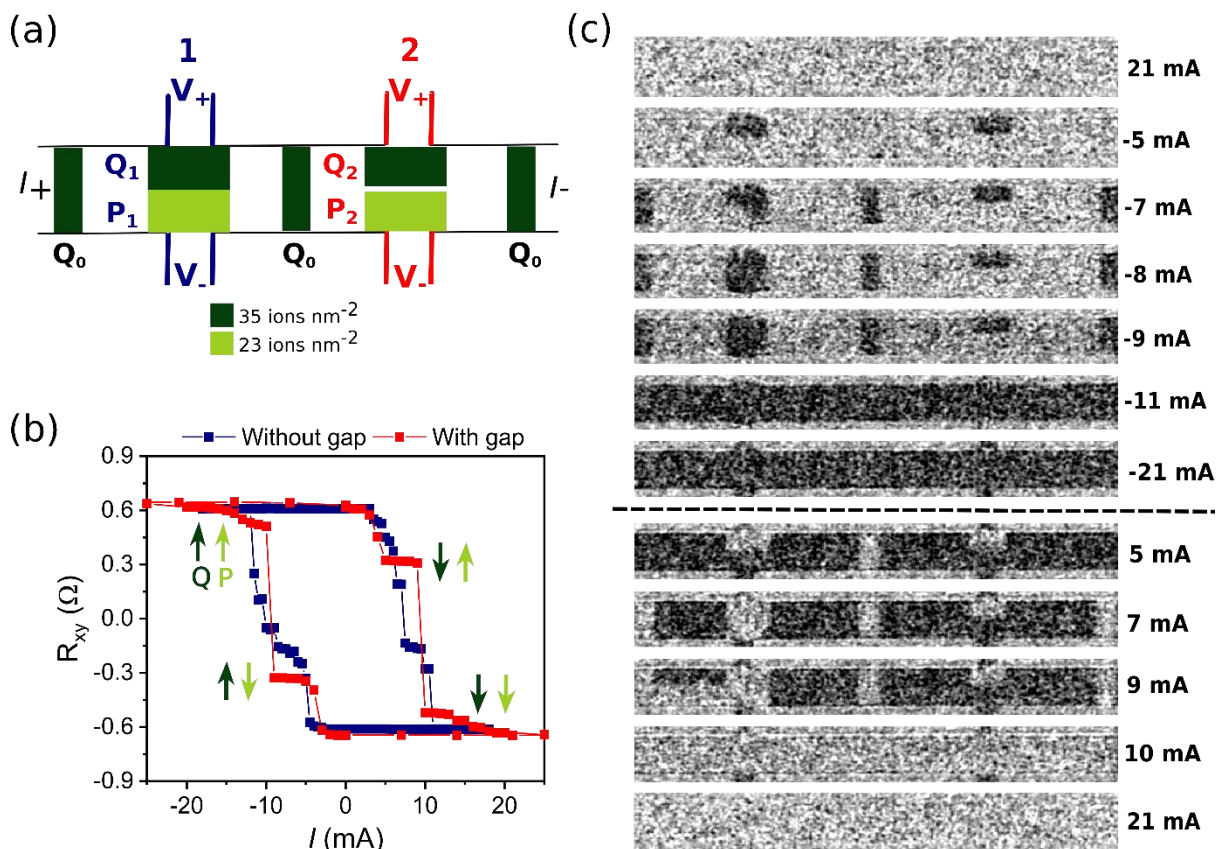 (a)
1
2
V+
V+
I+
Q1
Q2
I-
P1
P2
Q0
Q0
Q0
V-
V-
35 ions nm-2
23 ions nm-2
(b)
Without gap
With gap
Rxy (Ω)
0.9
0.6
0.3
0.0
-0.3
-0.6
-0.9
Q P
-20 -10 0 10 20
I (mA)
(c)
21 mA
-5 mA
-7 mA
-8 mA
-9 mA
-11 mA
-21 mA
5 mA
7 mA
9 mA
10 mA
21 mA